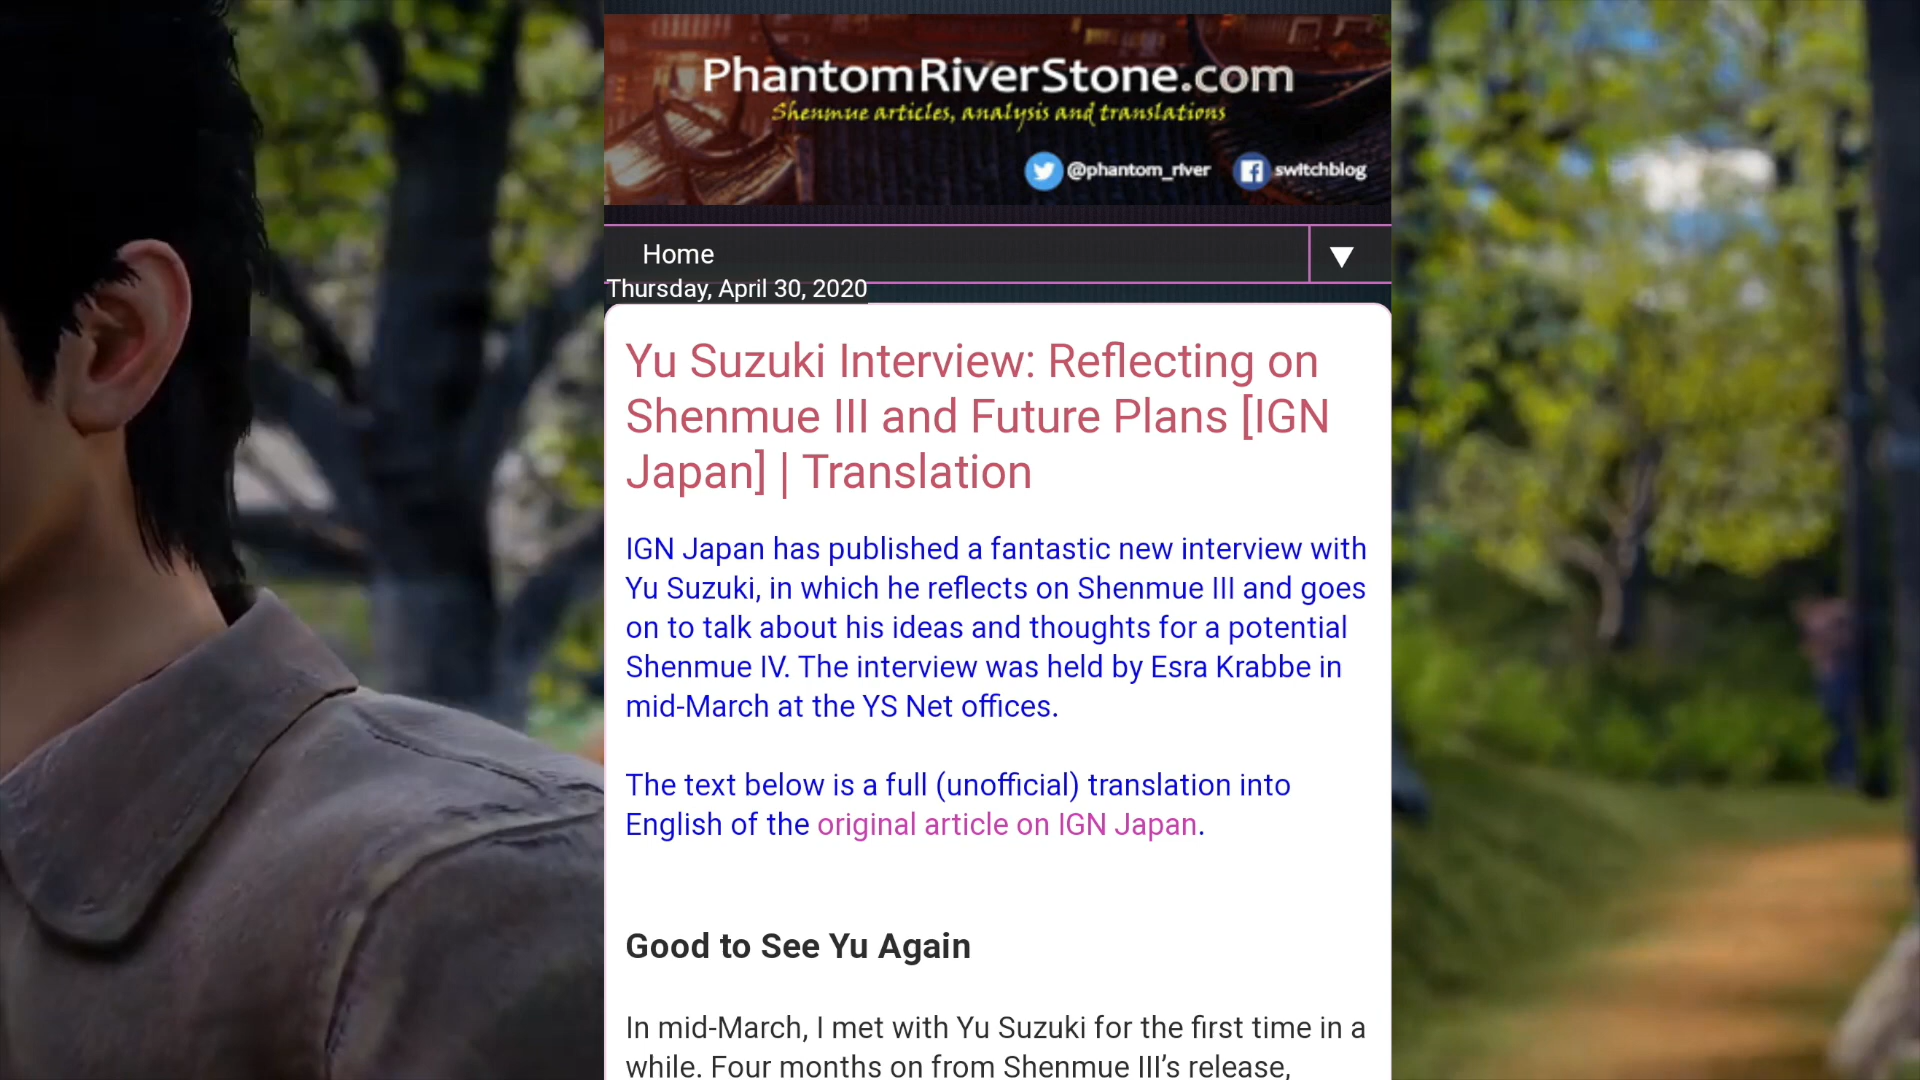 PhantomRiverStone.com
Shenmue articles, analysis and translations
@phantom_river switchblog
Home ▼
Thursday, April 30, 2020
Yu Suzuki Interview: Reflecting on
Shenmue III and Future Plans [IGN
Japan] | Translation
IGN Japan has published a fantastic new interview with
Yu Suzuki, in which he reflects on Shenmue III and goes
on to talk about his ideas and thoughts for a potential
Shenmue IV. The interview was held by Esra Krabbe in
mid-March at the YS Net offices.
The text below is a full (unofficial) translation into
English of the original article on IGN Japan.
Good to See Yu Again
In mid-March, I met with Yu Suzuki for the first time in a
while. Four months on from Shenmue III’s release,